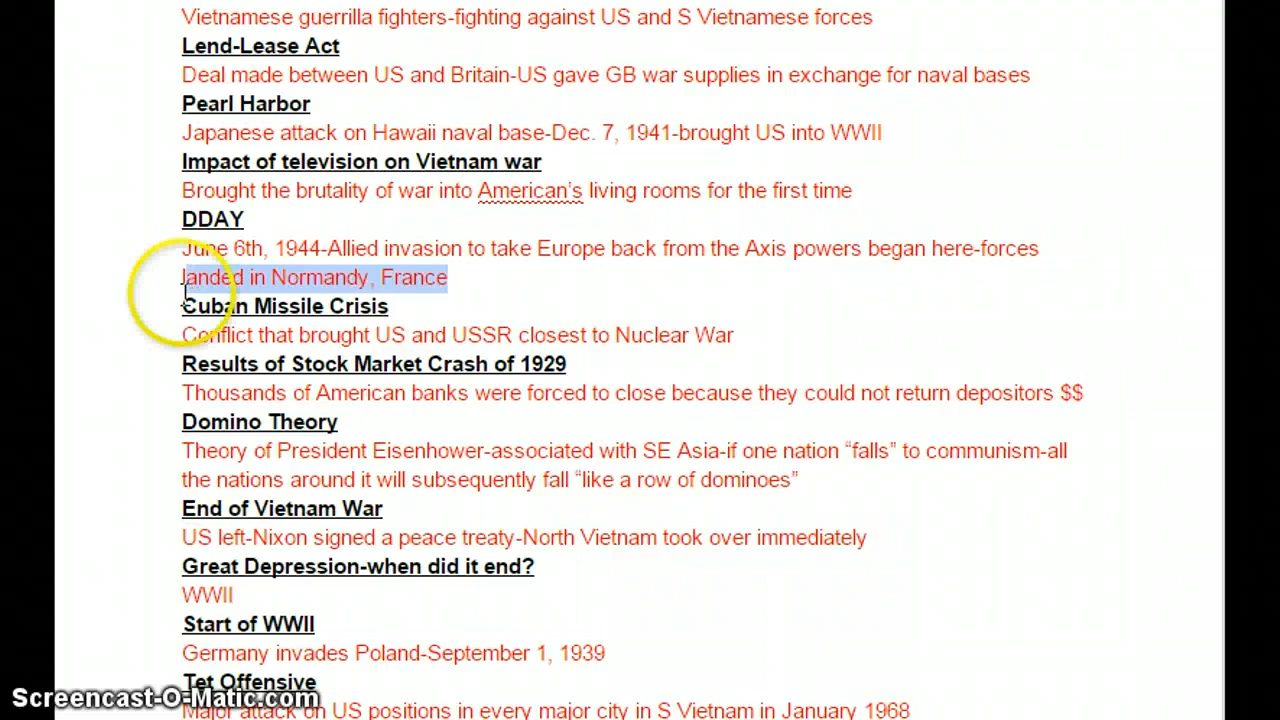 Vietnamese guerrilla fighters-fighting against US and S Vietnamese forces
Lend-Lease Act
Deal made between US and Britain-US gave GB war supplies in exchange for naval bases
Pearl Harbor
Japanese attack on Hawaii naval base-Dec. 7, 1941-brought US into WWII
Impact of television on Vietnam war
Brought the brutality of war into American's living rooms for the first time
DDAY
June 6th, 1944-Allied invasion to take Europe back from the Axis powers began here-forces
landed in Normandy, France
Cuban Missile Crisis
Conflict that brought US and USSR closest to Nuclear War
Results of Stock Market Crash of 1929
Thousands of American banks were forced to close because they could not return depositors $$
Domino Theory
Theory of President Eisenhower-associated with SE Asia-if one nation “falls” to communism-all
the nations around it will subsequently fall “like a row of dominoes”
End of Vietnam War
US left-Nixon signed a peace treaty-North Vietnam took over immediately
Great Depression-when did it end?
WWII
Start of WWII
Germany invades Poland-September 1, 1939
Tet Offensive
Screencast-O-Matic.com
Major attack on US positions in every major city in S Vietnam in January 1968